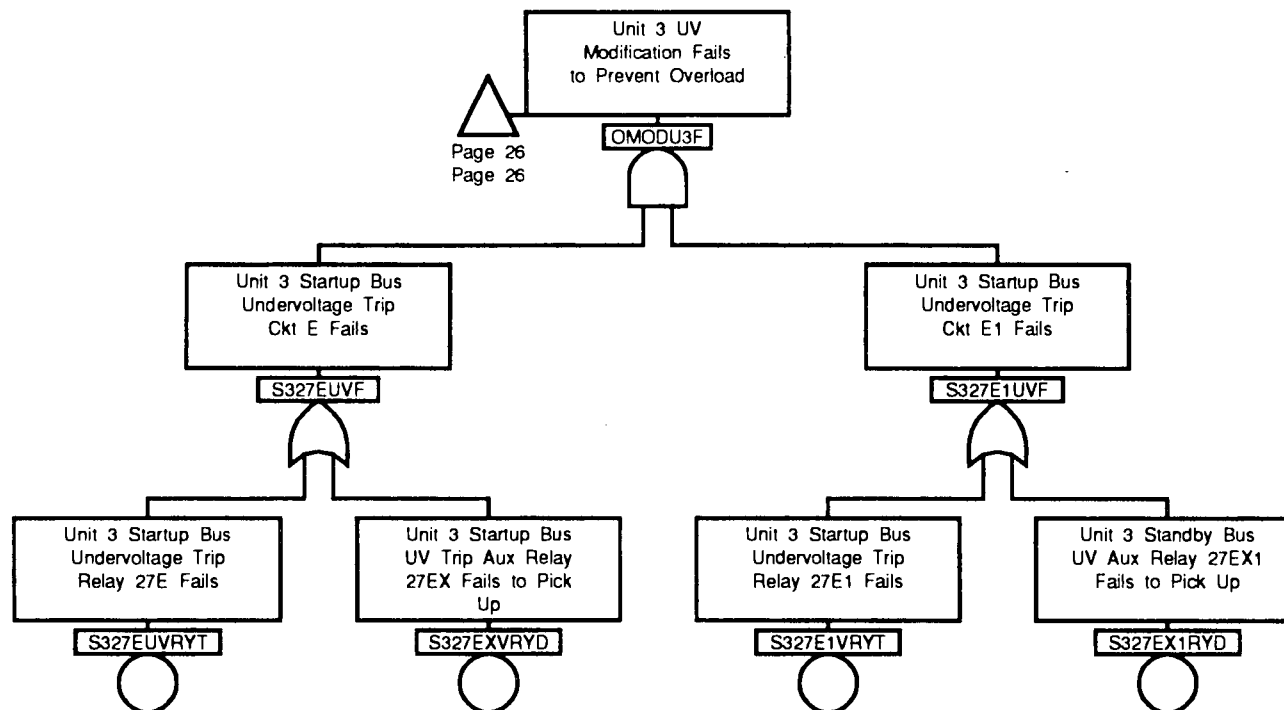 Unit 3 UV
Modification Fails
to Prevent Overload
OMODU3F
Page 26
Page 26
Unit 3 Startup Bus
Undervoltage Trip
Ckt E Fails
S327EUVF
Unit 3 Startup Bus
Undervoltage Trip
Ckt E1 Fails
S327E1UVF
Unit 3 Startup Bus
Undervoltage Trip
Relay 27E Fails
S327EUVRYT
Unit 3 Startup Bus
UV Trip Aux Relay
27EX Fails to Pick
Up
S327EXVRYD
Unit 3 Startup Bus
Undervoltage Trip
Relay 27E1 Fails
S327E1VRYT
Unit 3 Standby Bus
UV Aux Relay 27EX1
Fails to Pick Up
S327EX1RYD